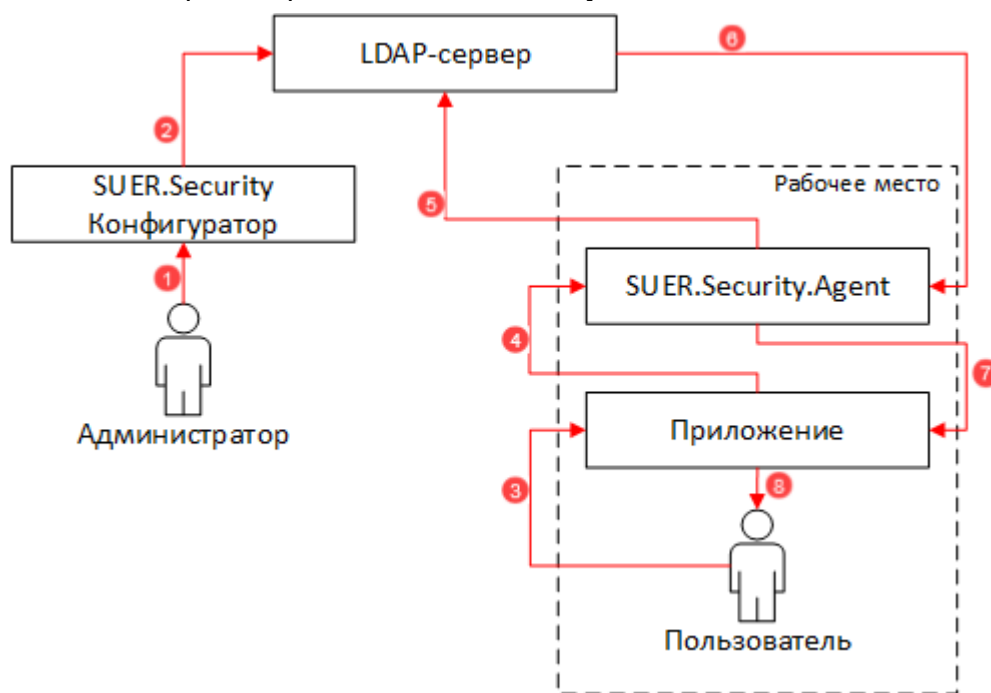 LDAP-сервер
6
2
SUER.Security
Конфигуратор
Рабочее место
5
1
SUER.Security.Agent
4
7
Администратор
Приложение
3
8
Пользователь